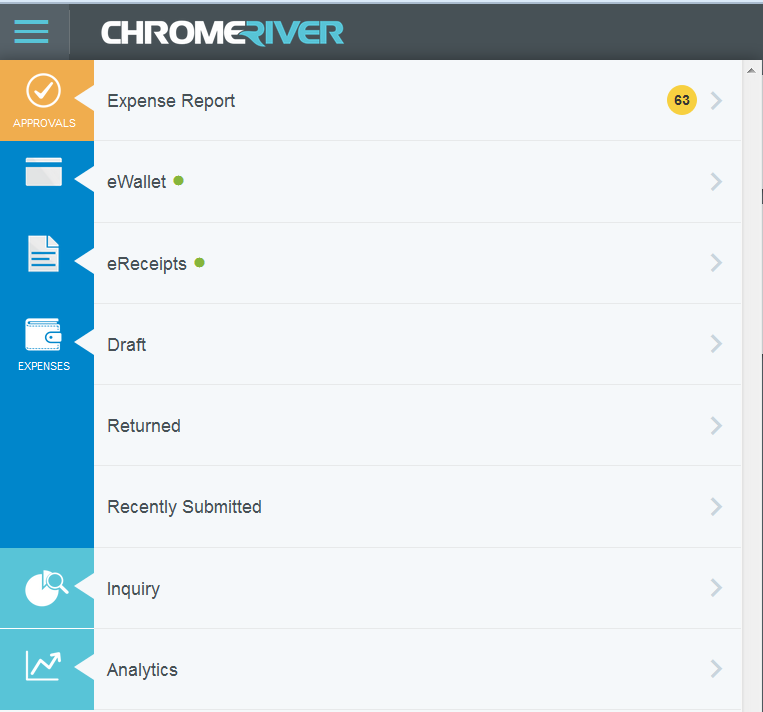 CHROMERIVER
APPROVALS
Expense Report 63
eWallet
eReceipts
EXPENSES
Draft
Returned
Recently Submitted
Inquiry
Analytics